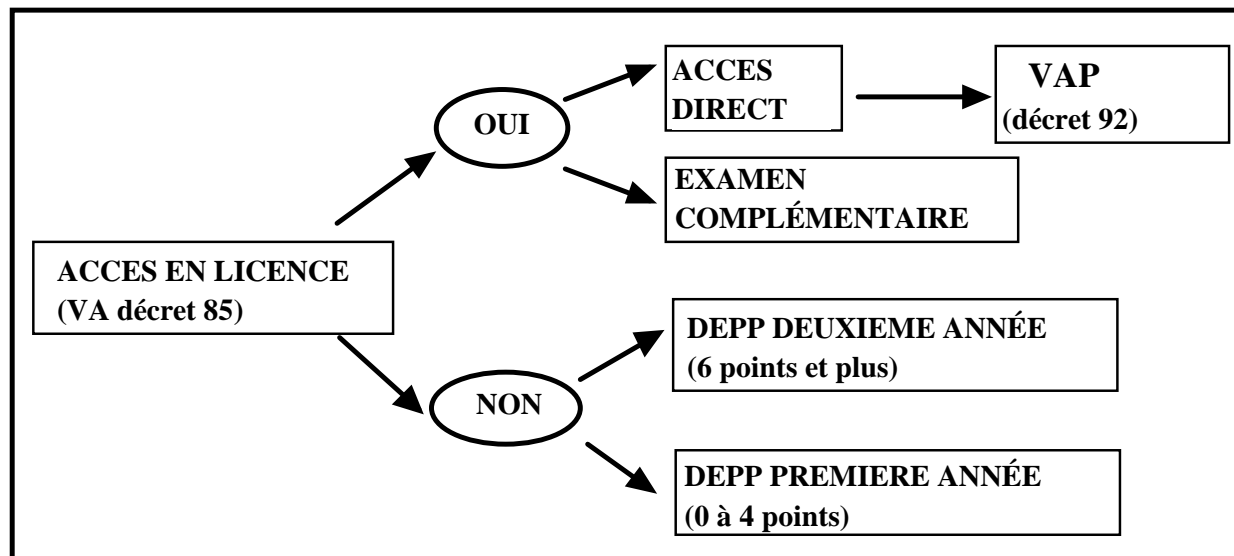 ACCES
DIRECT
VAP
(décret 92)
OUI
EXAMEN
COMPLÉMENTAIRE
ACCES EN LICENCE
(VA décret 85)
DEPP DEUXIEME ANNÉE
(6 points et plus)
NON
DEPP PREMIERE ANNÉE
(0 à 4 points)